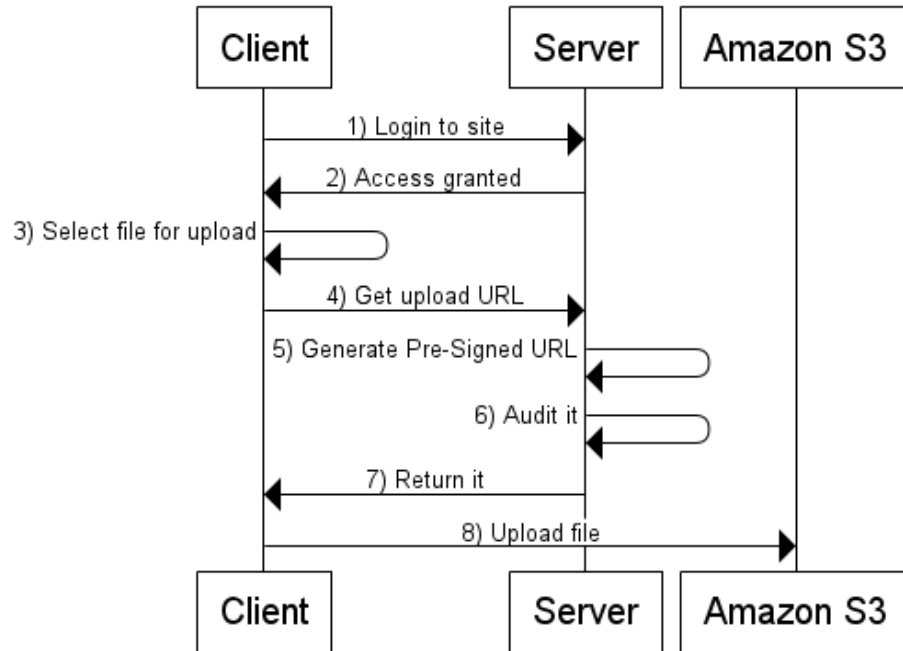 Client
Server
Amazon S3
1) Login to site
2) Access granted
3) Select file for upload
4) Get upload URL
5) Generate Pre-Signed URL
6) Audit it
7) Return it
8) Upload file
Client
Server
Amazon S3